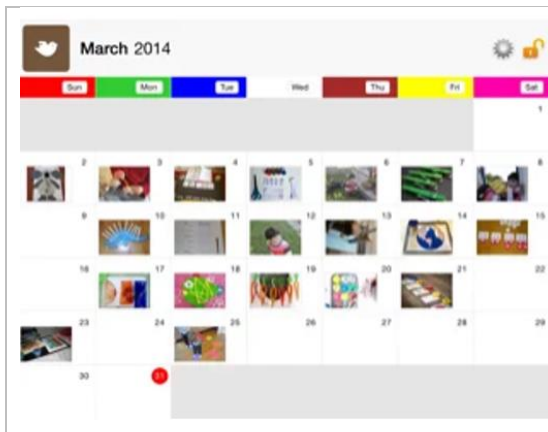 March 2014
Sun Mon Tue Wed Thu Fri Sat
1
2 3 4 5 6 7 8
9 10 11 12 13 14 15
16 17 18 19 20 21 22
23 24 25 26 27 28 29
30 31